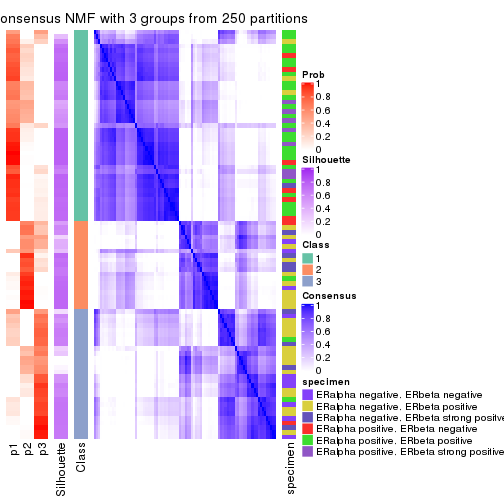 onsensus NMF with 3 groups from 250 partitions
Prob
1
0.8
0.6
0.4
0.2
0
Silhouette
1
0.8
0.6
0.4
0.2
0
Class
1
2
3
Consensus
1
0.8
0.6
0.4
0.2
0
specimen
ERalpha negative. ERbeta negative
ERalpha negative. ERbeta positive
ERalpha negative. ERbeta strong positive
ERalpha positive. ERbeta negative
ERalpha positive. ERbeta positive
ERalpha positive. ERbeta strong positive
p1
p2
p3
Silhouette
Class
specimen